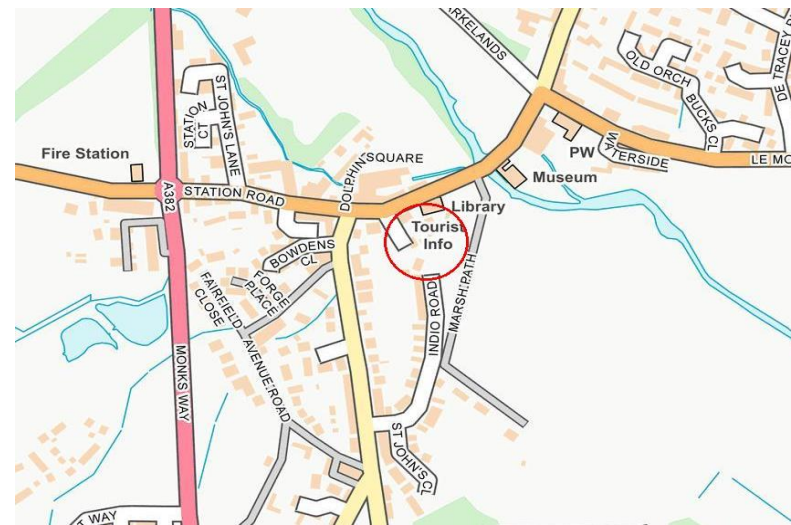 ARKELANDS
OLD ORCH
BUCKS CL
DE TRACEY
STATION
CT
ST JOHN'S LANE
DOLPHIN SQUARE
Fire Station
PW
WATERSIDE
LE MO
A382
STATION ROAD
Museum
Library
Tourist
Info
BOWDENS
CL
FORGE
PLACE
FAIRFIELD
CLOSE
AVENUE ROAD
INDIO ROAD
MARSH PATH
MONKS WAY
ST JOHN'S CL
T WAY